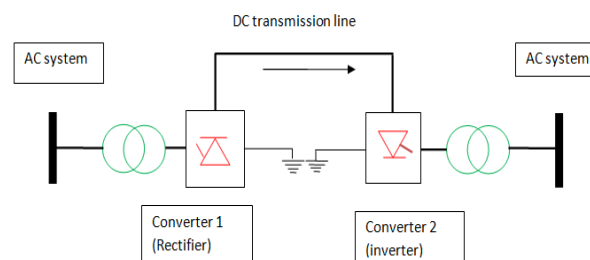 DC transmission line
AC system
AC system
Converter 1
(Rectifier)
Converter 2
(inverter)